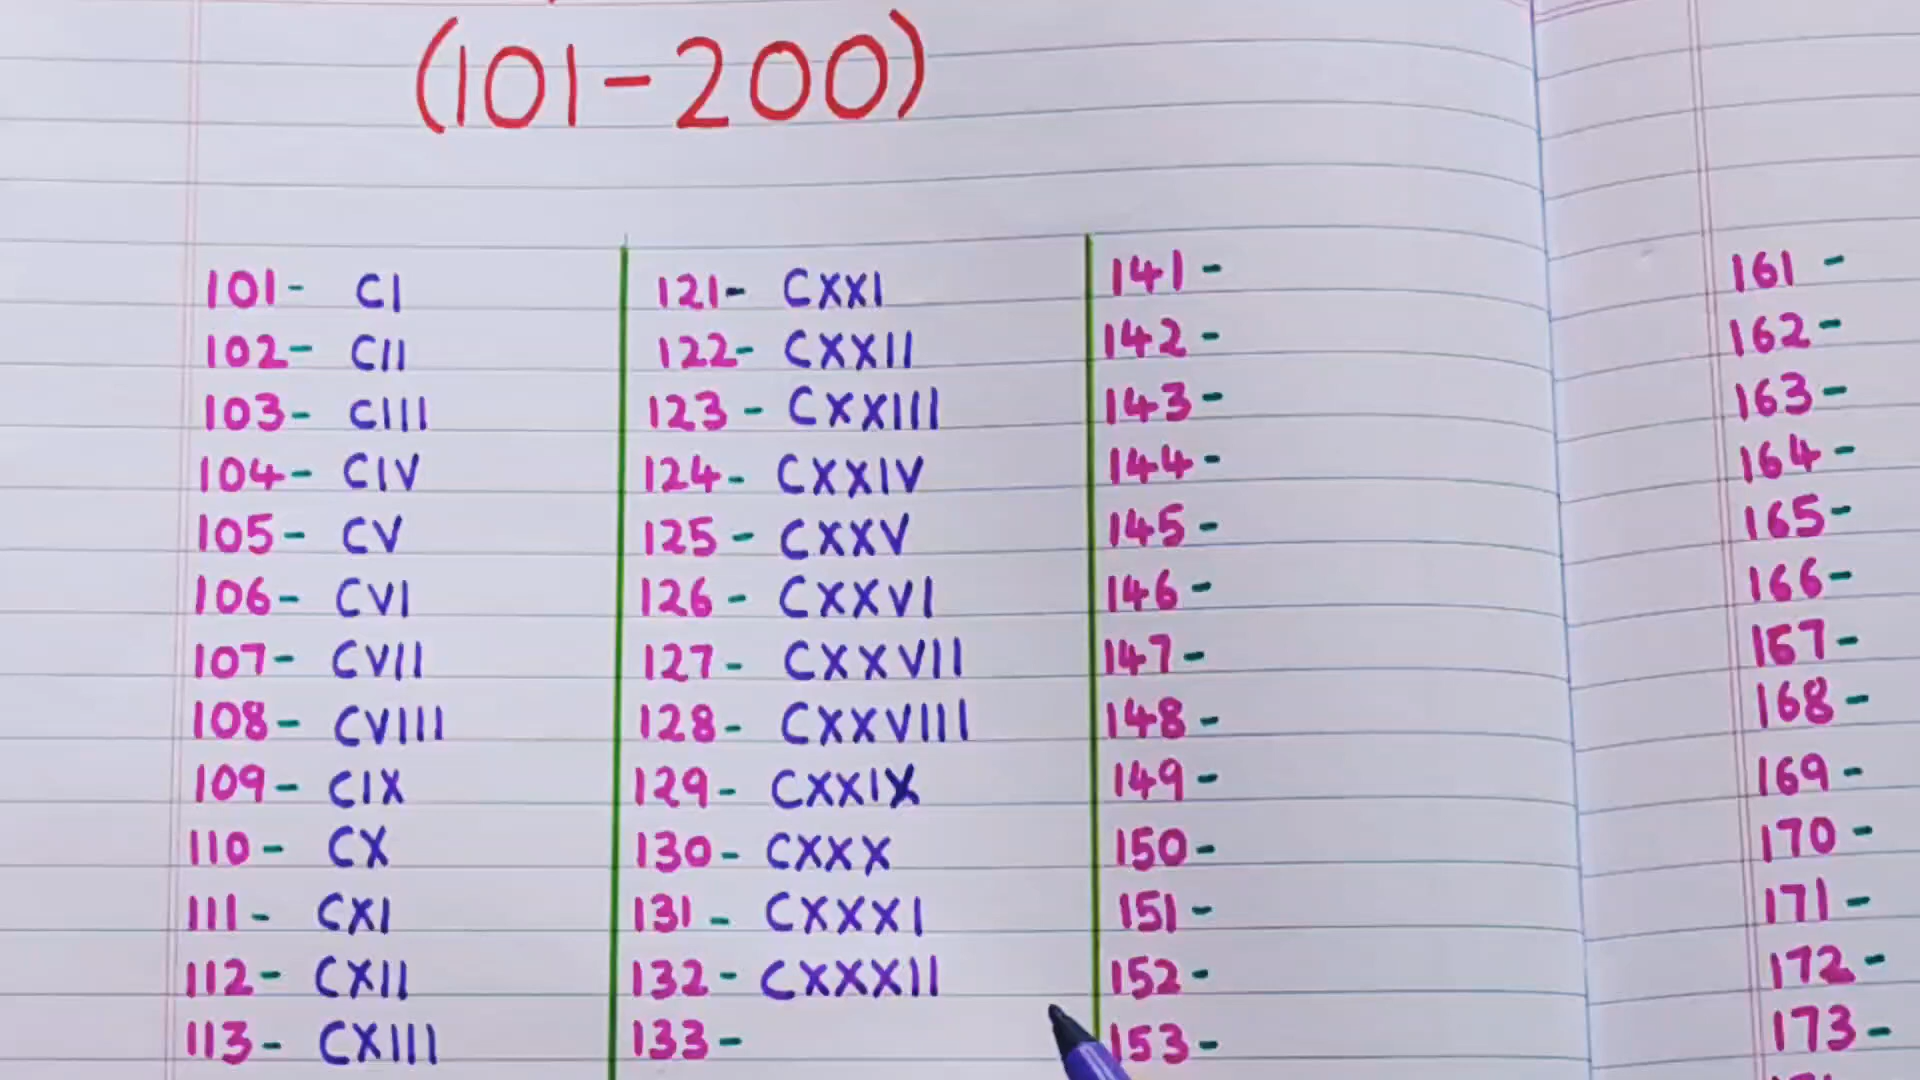 (101-200)
101- CI
102- CII
103- CIII
104- CIV
105- CV
106- CVI
107- CVII
108- CVIII
109- CIX
110- CX
111- CXI
112- CXII
113- CXIII
121- CXXI
122- CXXII
123- CXXIII
124- CXXIV
125- CXXV
126- CXXVI
127- CXXVII
128- CXXVIII
129- CXXIX
130- CXXX
131- CXXXI
132- CXXXII
133-
141-
142-
143-
144-
145-
146-
147-
148-
149-
150-
151-
152-
153-
161-
162-
163-
164-
165-
166-
167-
168-
169-
170-
171-
172-
173-